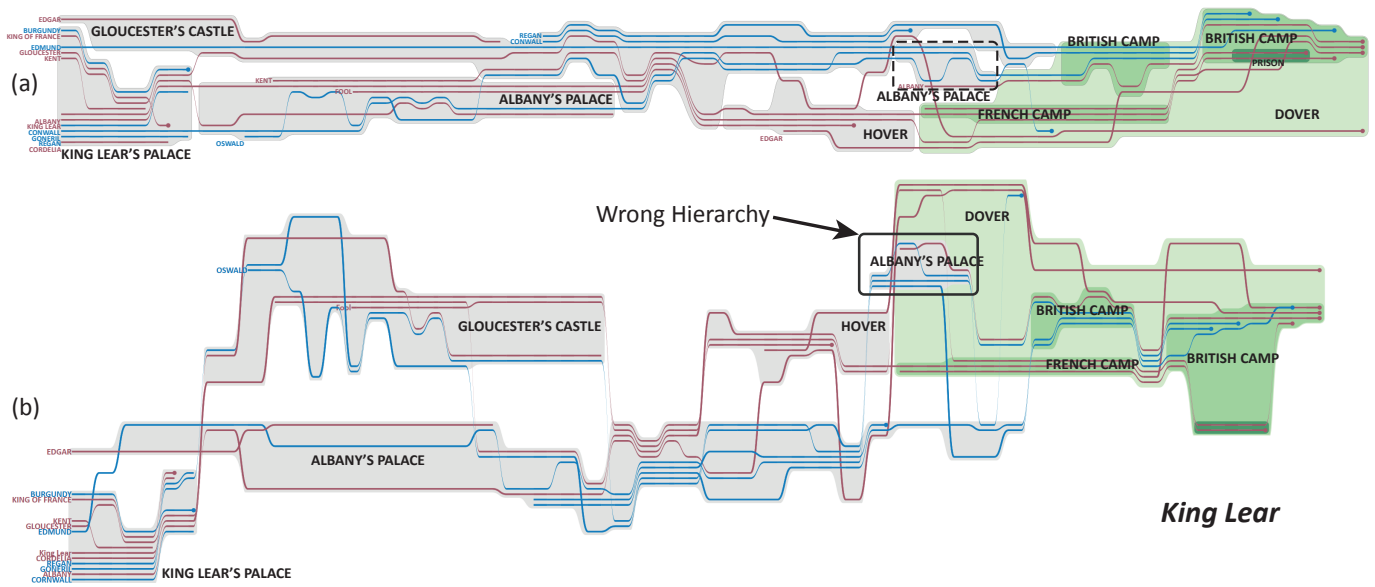 EDGAR
GLOUCESTER'S CASTLE
BURGUNDY
KING OF FRANCE
REGAN
CONWALL
EDMUND
GLOUCESTER
KENT
BRITISH CAMP
BRITISH CAMP
PRISON
(a)
KENT
FOOL
ALBANY
ALBANY'S PALACE
ALBANY'S PALACE
ALBANY
KING LEAR
CONWALL
GONERIL
REGAN
CORDELIA
KING LEAR'S PALACE
OSWALD
EDGAR
HOVER
FRENCH CAMP
DOVER
Wrong Hierarchy
DOVER
OSWALD
ALBANY'S PALACE
Fool
GLOUCESTER'S CASTLE
HOVER
BRITISH CAMP
FRENCH CAMP
BRITISH CAMP
(b)
EDGAR
ALBANY'S PALACE
BURGUNDY
KING OF FRANCE
KENT
GLOUCESTER
EDMUND
King Lear
King Lear
CORDELIA
REGAN
GONERIL
ALBANY
CORNWALL
KING LEAR'S PALACE